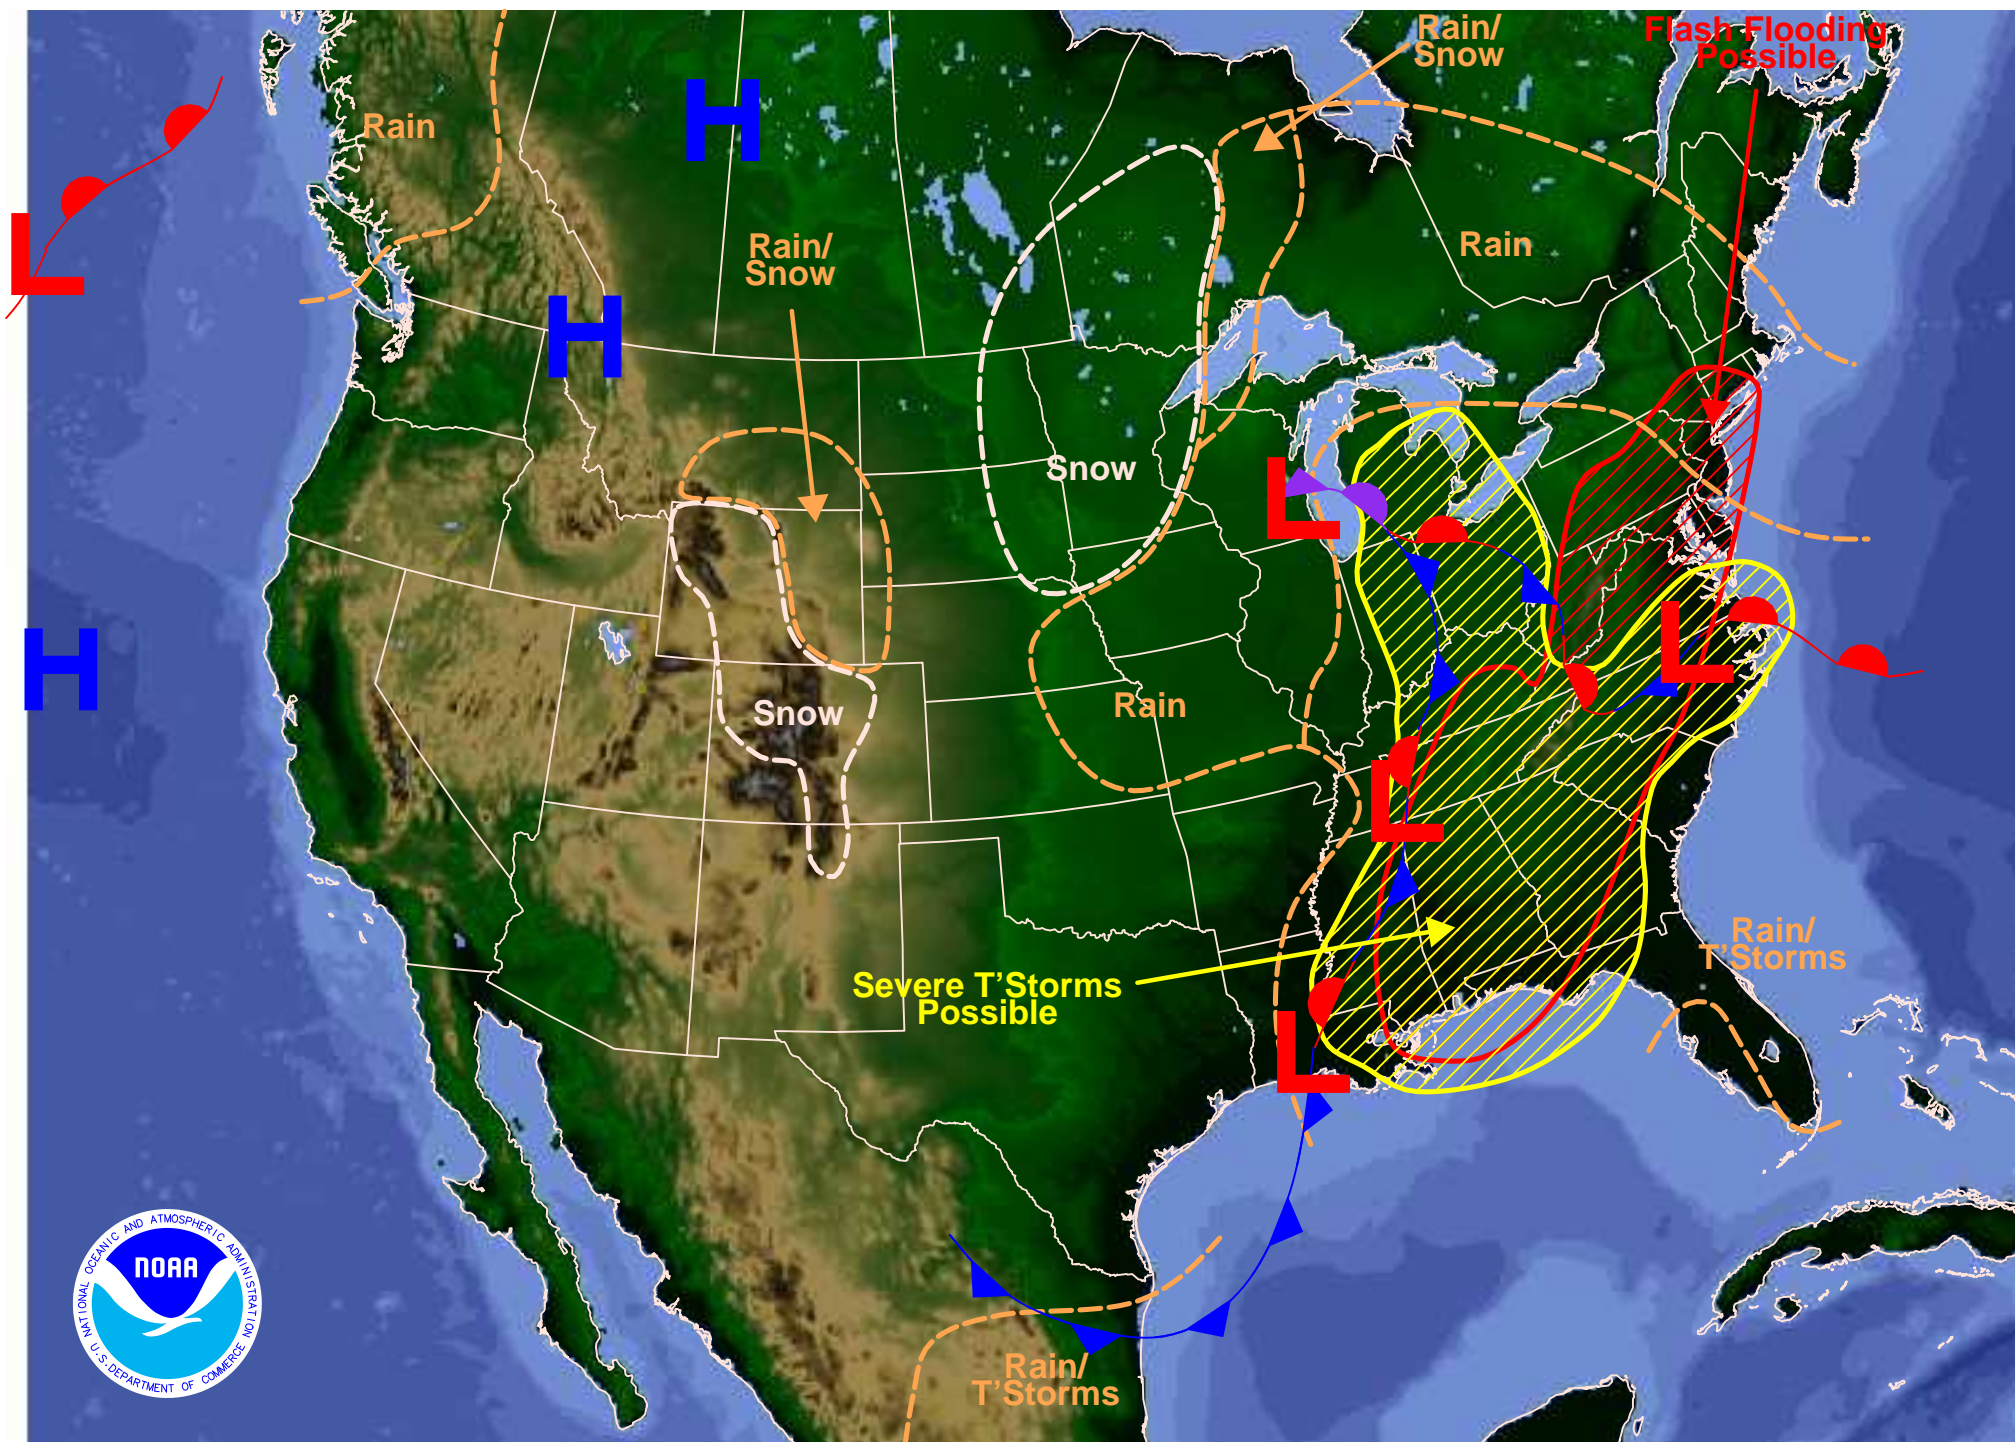 Rain/
Snow
Flash Flooding
Possible
H
Rain
L
Rain/
Snow
Rain
H
Snow
L
H
L
Rain
Snow
L
Rain/
T'Storms
Severe T'Storms
Possible
L
Rain/
T'Storms
NATIONAL OCEANIC AND ATMOSPHERIC ADMINISTRATION
NOAA
U.S. DEPARTMENT OF COMMERCE